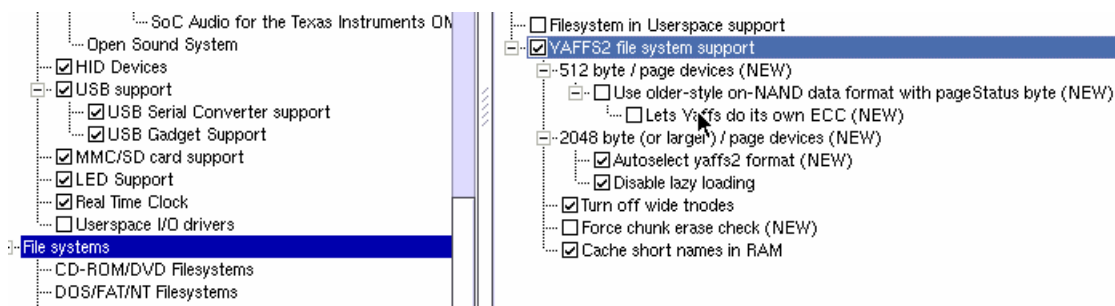 SoC Audio for the Texas Instruments
Open Sound System
HID Devices
USB support
USB Serial Converter support
USB Gadget Support
MMC/SD card support
LED Support
Real Time Clock
Userspace I/O drivers
File systems
CD-ROM/DVD Filesystems
DOS/FAT/NT Filesystems
Filesystem in Userspace support
YAFFS2 file system support
512 byte / page devices (NEW)
Use older-style on-NAND data format with pageStatus byte (NEW)
Lets Yaffs do its own ECC (NEW)
2048 byte (or larger) / page devices (NEW)
Autoselect yaffs2 format (NEW)
Disable lazy loading
Turn off wide tnodes
Force chunk erase check (NEW)
Cache short names in RAM